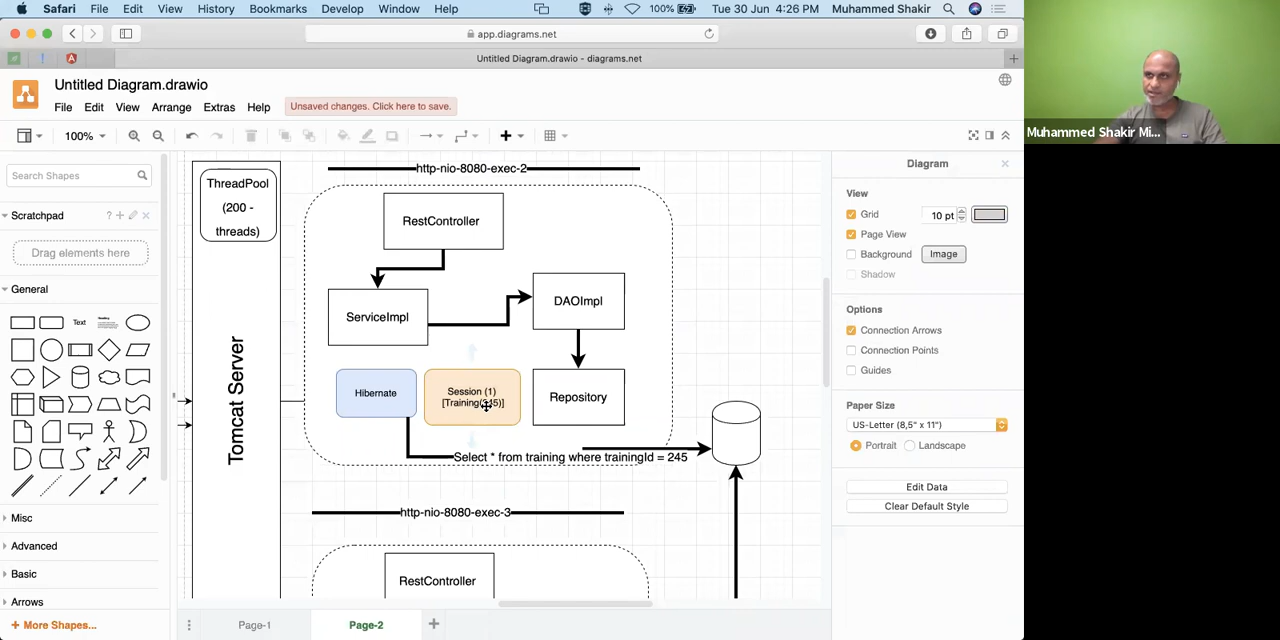 Safari File Edit View History Bookmarks Develop Window Help 100% Tue 30 Jun 4:26 PM Muhammed Shakir
app.diagrams.net
Untitled Diagram.drawio - diagrams.net
Untitled Diagram.drawio
File Edit View Arrange Extras Help Unsaved changes. Click here to save.
100%
Search Shapes
Scratchpad
Drag elements here
General
Text
Misc
Advanced
Basic
Arrows
+ More Shapes...
ThreadPool
(200 -
threads)
Tomcat Server
http-nio-8080-exec-2
RestController
ServiceImpl
DAOImpl
Hibernate
Session (1)
[Training(245)]
Repository
Select * from training where trainingId = 245
http-nio-8080-exec-3
RestController
Page-1
Page-2
Diagram
View
Grid 10 pt
Page View
Background Image
Shadow
Options
Connection Arrows
Connection Points
Guides
Paper Size
US-Letter (8,5" x 11")
Portrait Landscape
Edit Data
Clear Default Style
Muhammed Shakir Mi...